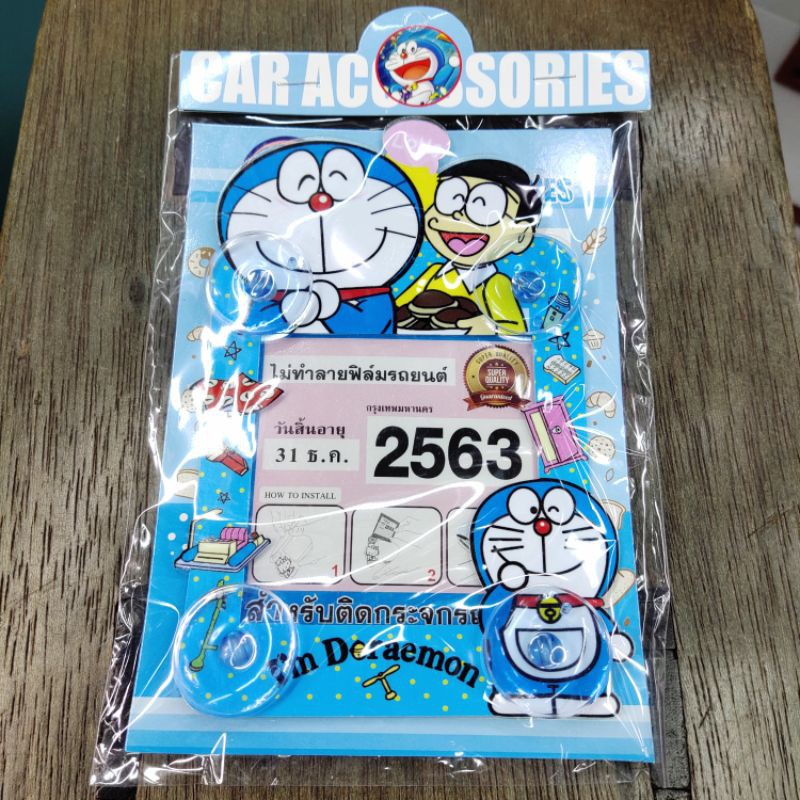 CAR ACCESSORIES
ไม่ทำลายฟิล์มรถยนต์
SUPER QUALITY
SUPER
QUALITY
Guaranteed
กรุงเทพมหานคร
วันสิ้นอายุ
31 ธ.ค.
2563
HOW TO INSTALL
1
2
สำหรับติดกระจกรถ
I'm Doraemon